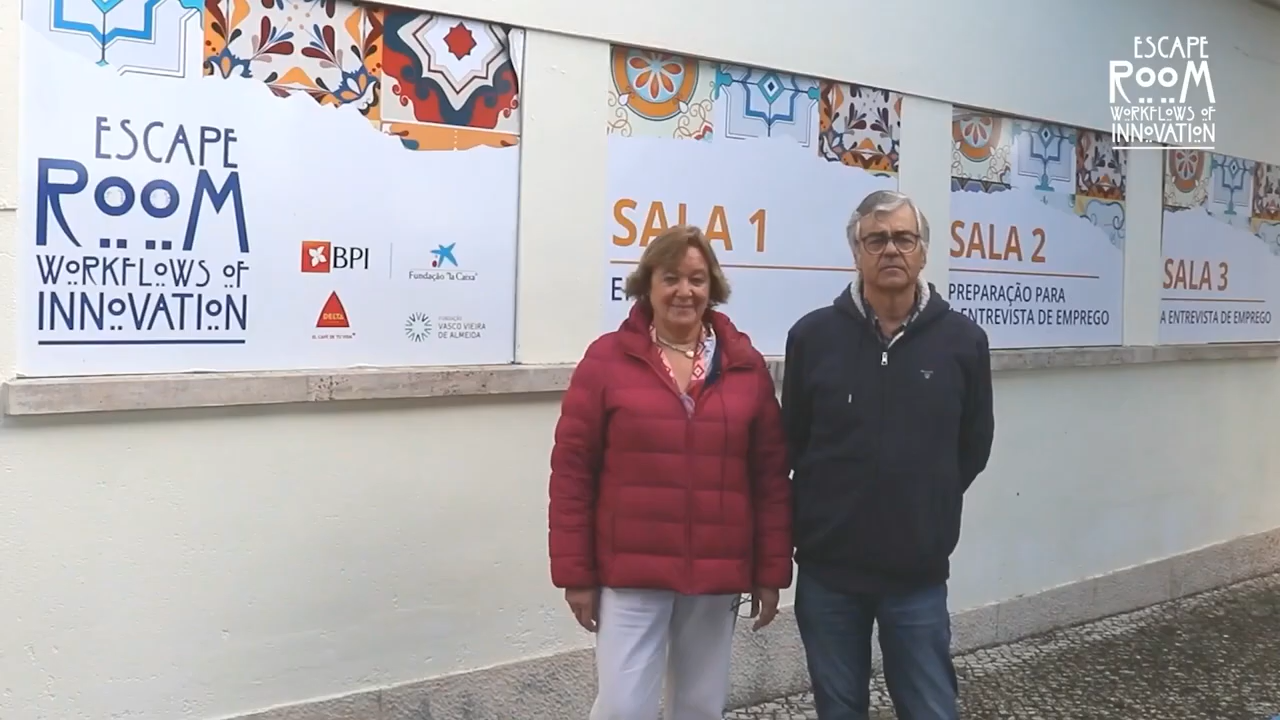 ESCAPE
ROOM
WORKFLOWS OF
INNOVATION
BPI
Fundação "la Caixa"
DELTA
FUNDAÇÃO
VASCO VIEIRA
DE ALMEIDA
SALA 1
SALA 2
PREPARAÇÃO PARA
A ENTREVISTA DE EMPREGO
SALA 3
A ENTREVISTA DE EMPREGO
ESCAPE
ROOM
WORKFLOWS OF
INNOVATION